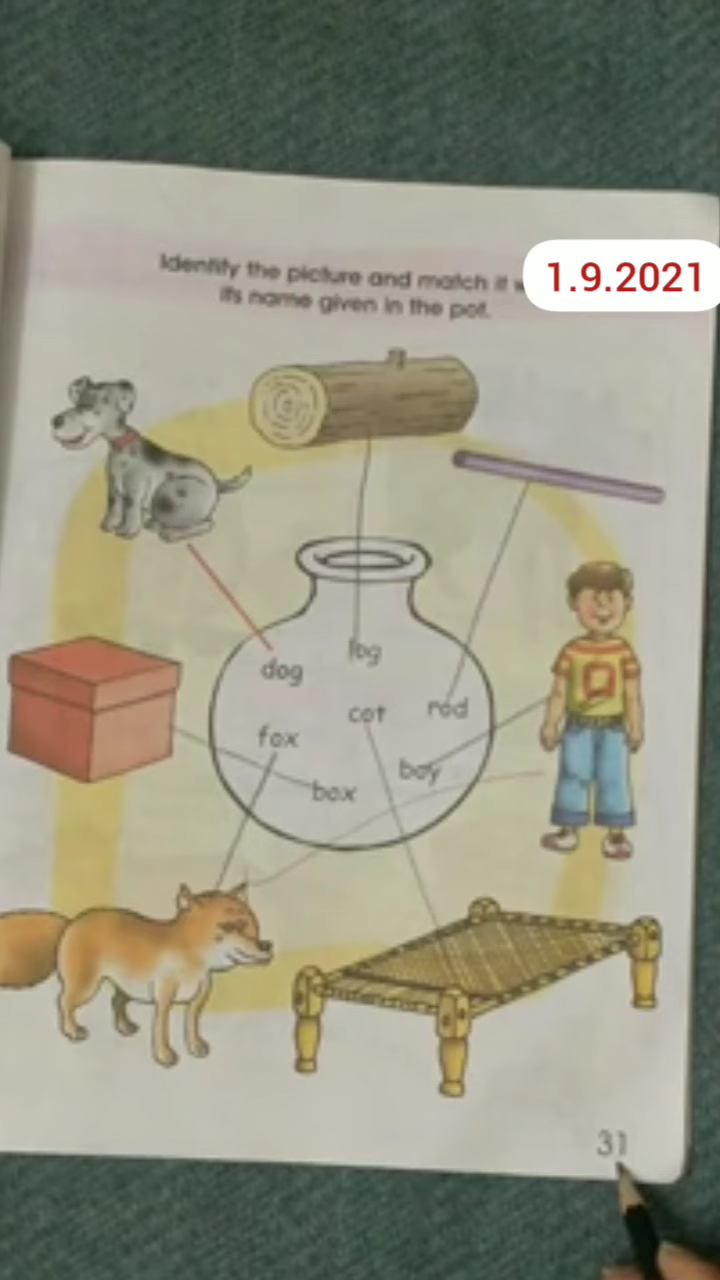 Identify the picture and match it
1.9.2021
its name given in the pot.
log
dog
cot
rod
fox
boy
box
31